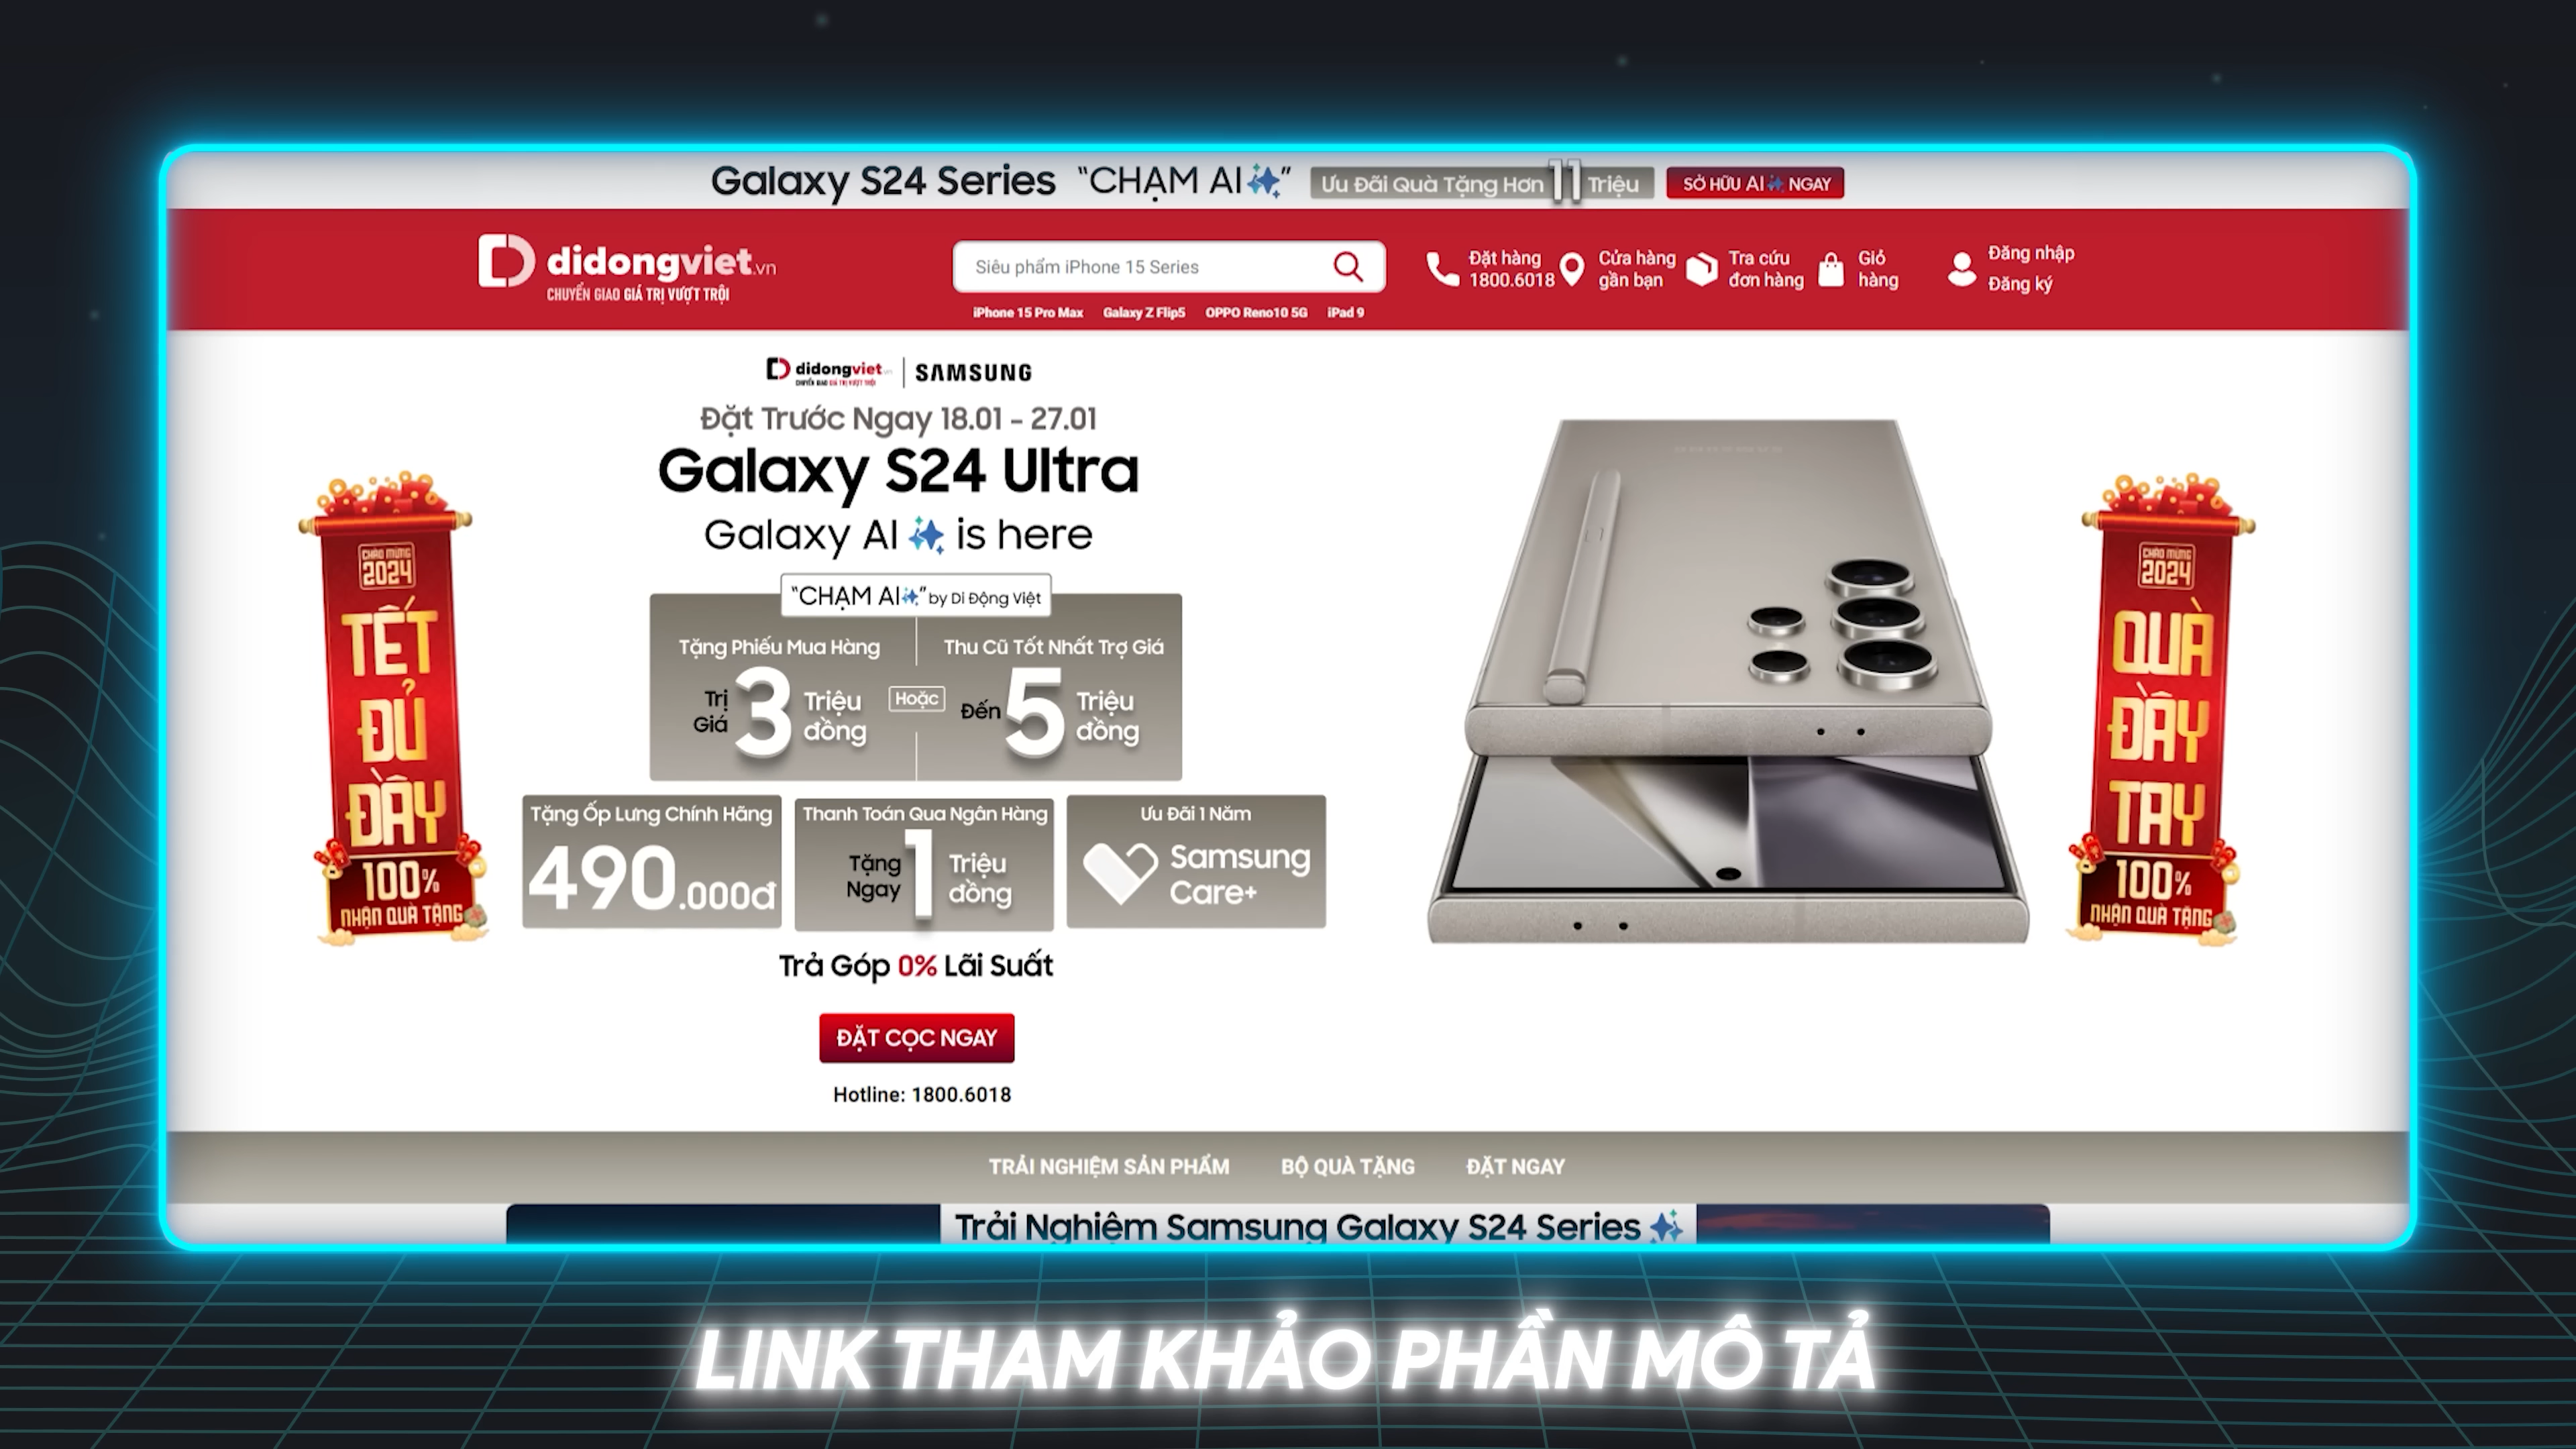 Galaxy S24 Series "CHẠM AI" Ưu Đãi Quà Tặng Hơn 11 Triệu SỞ HỮU AI NGAY
didongviet.vn
CHUYỂN GIAO GIÁ TRỊ VƯỢT TRỘI
Siêu phẩm iPhone 15 Series
iPhone 15 Pro Max Galaxy Z Flip5 OPPO Reno10 5G iPad 9
Đặt hàng
1800.6018
Cửa hàng
gần bạn
Tra cứu
đơn hàng
Giỏ
hàng
Đăng nhập
Đăng ký
didongviet.vn SAMSUNG
CHUYỂN GIAO GIÁ TRỊ VƯỢT TRỘI
Đặt Trước Ngay 18.01 - 27.01
Galaxy S24 Ultra
Galaxy AI is here
"CHẠM AI" by Di Động Việt
Tặng Phiếu Mua Hàng
Trị Giá 3 Triệu đồng
Hoặc
Thu Cũ Tốt Nhất Trợ Giá
Đến 5 Triệu đồng
Tặng Ốp Lưng Chính Hãng
490.000đ
Thanh Toán Qua Ngân Hàng
Tặng Ngay 1 Triệu đồng
Ưu Đãi 1 Năm
Samsung
Care+
Trả Góp 0% Lãi Suất
ĐẶT CỌC NGAY
Hotline: 1800.6018
CHÀO MỪNG
2024
TẾT
ĐỦ
ĐẦY
100%
NHẬN QUÀ TẶNG
CHÀO MỪNG
2024
QUÀ
ĐẦY
TAY
100%
NHẬN QUÀ TẶNG
TRẢI NGHIỆM SẢN PHẨM BỘ QUÀ TẶNG ĐẶT NGAY
Trải Nghiệm Samsung Galaxy S24 Series
LINK THAM KHẢO PHẦN MÔ TẢ